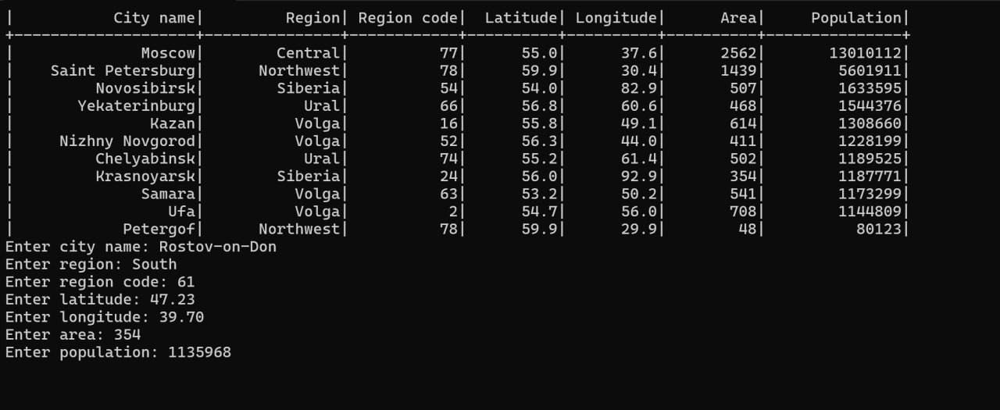 |           City name|         Region| Region code|  Latitude| Longitude|      Area|     Population|
+--------------------+---------------+------------+----------+----------+----------+---------------+
|              Moscow|        Central|          77|      55.0|      37.6|      2562|       13010112|
|    Saint Petersburg|      Northwest|          78|      59.9|      30.4|      1439|        5601911|
|         Novosibirsk|        Siberia|          54|      54.0|      82.9|       507|        1633595|
|       Yekaterinburg|           Ural|          66|      56.8|      60.6|       468|        1544376|
|               Kazan|          Volga|          16|      55.8|      49.1|       614|        1308660|
|     Nizhny Novgorod|          Volga|          52|      56.3|      44.0|       411|        1228199|
|         Chelyabinsk|           Ural|          74|      55.2|      61.4|       502|        1189525|
|         Krasnoyarsk|        Siberia|          24|      56.0|      92.9|       354|        1187771|
|              Samara|          Volga|          63|      53.2|      50.2|       541|        1173299|
|                 Ufa|          Volga|           2|      54.7|      56.0|       708|        1144809|
|            Petergof|      Northwest|          78|      59.9|      29.9|        48|          80123|
Enter city name: Rostov-on-Don
Enter region: South
Enter region code: 61
Enter latitude: 47.23
Enter longitude: 39.70
Enter area: 354
Enter population: 1135968